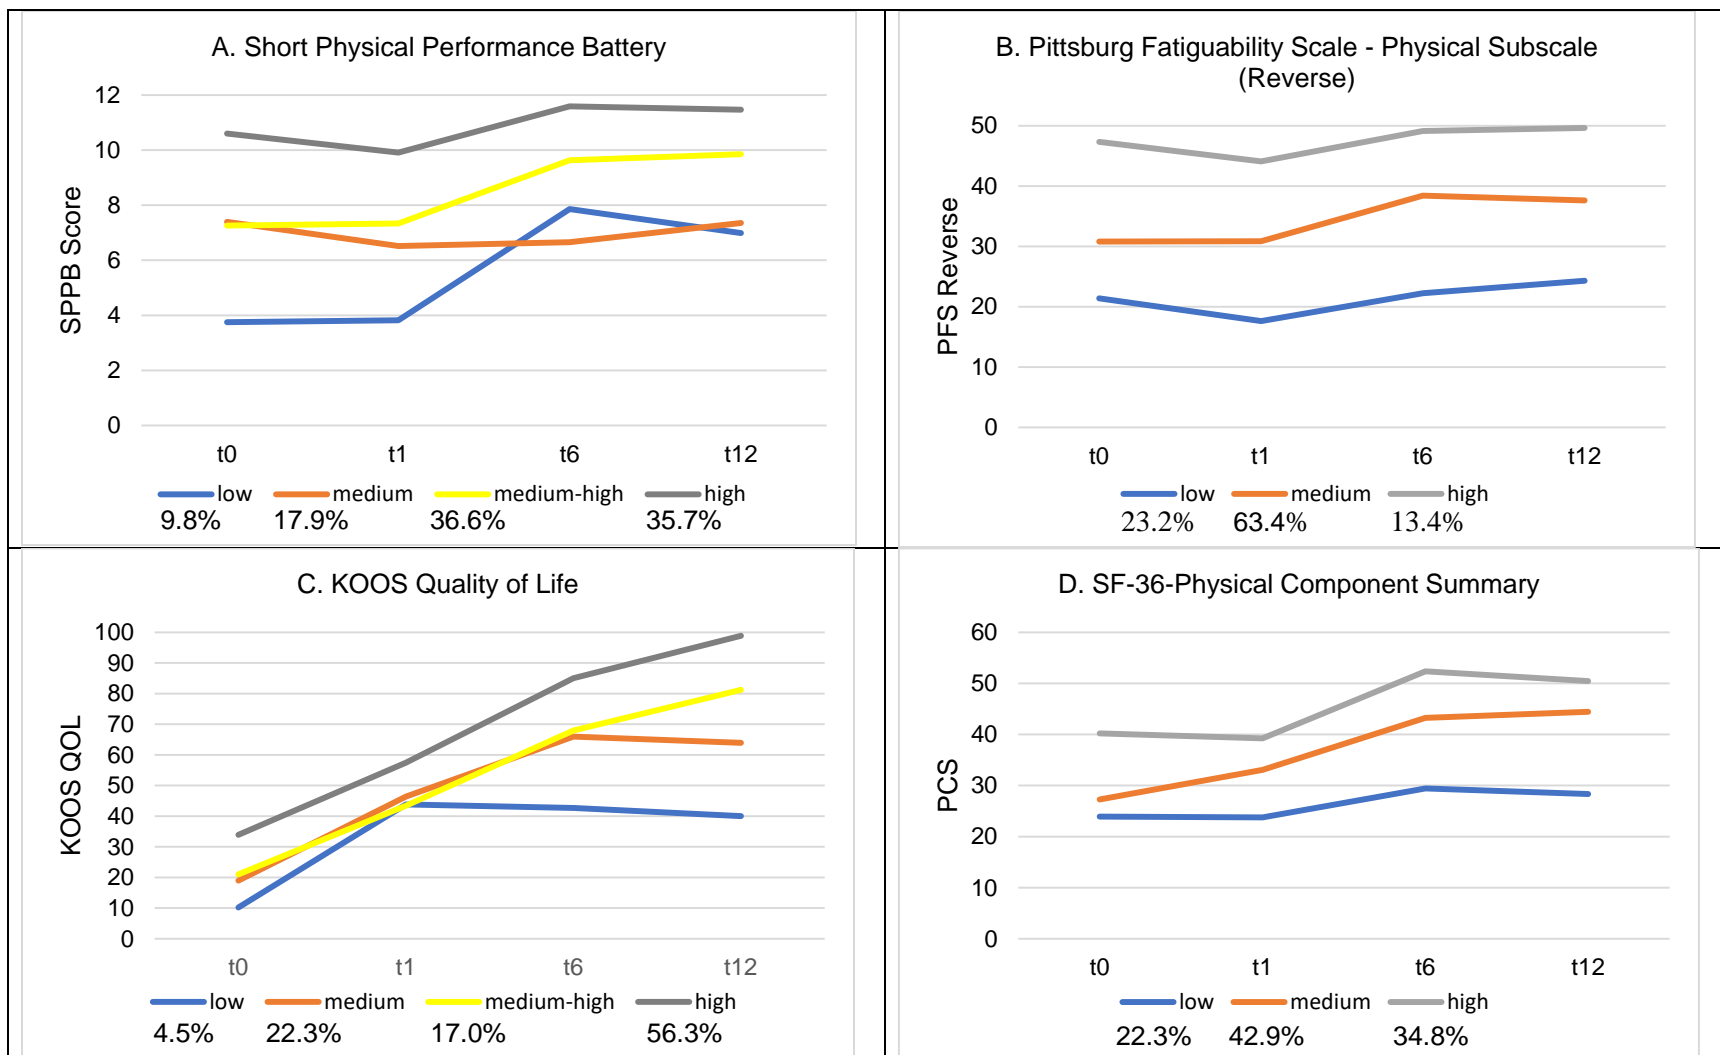 A. Short Physical Performance Battery
SPPB Score
12
10
8
6
4
2
0
t0 t1 t6 t12
low medium medium-high high
9.8% 17.9% 36.6% 35.7%
B. Pittsburg Fatiguability Scale - Physical Subscale
(Reverse)
PFS Reverse
50
40
30
20
10
0
t0 t1 t6 t12
low medium high
23.2% 63.4% 13.4%
C. KOOS Quality of Life
KOOS QOL
100
90
80
70
60
50
40
30
20
10
0
t0 t1 t6 t12
low medium medium-high high
4.5% 22.3% 17.0% 56.3%
D. SF-36-Physical Component Summary
PCS
60
50
40
30
20
10
0
t0 t1 t6 t12
low medium high
22.3% 42.9% 34.8%